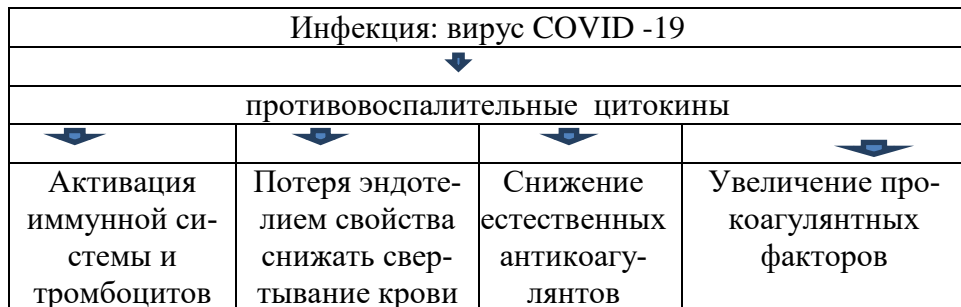 Инфекция: вирус COVID -19
противовоспалительные цитокины
Активация
иммунной си-
стемы и
тромбоцитов
Потеря эндоте-
лием свойства
снижать свер-
тывание крови
Снижение
естественных
антикоагу-
лянтов
Увеличение про-
коагулянтных
факторов